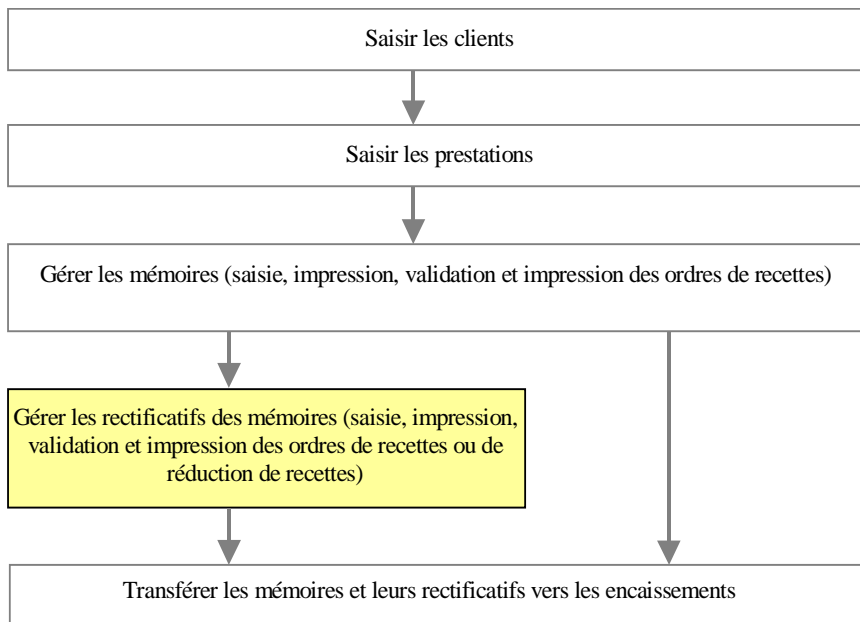 Saisir les clients
Saisir les prestations
Gérer les mémoires (saisie, impression, validation et impression des ordres de recettes)
Gérer les rectificatifs des mémoires (saisie, impression,
validation et impression des ordres de recettes ou de
réduction de recettes)
Transférer les mémoires et leurs rectificatifs vers les encaissements